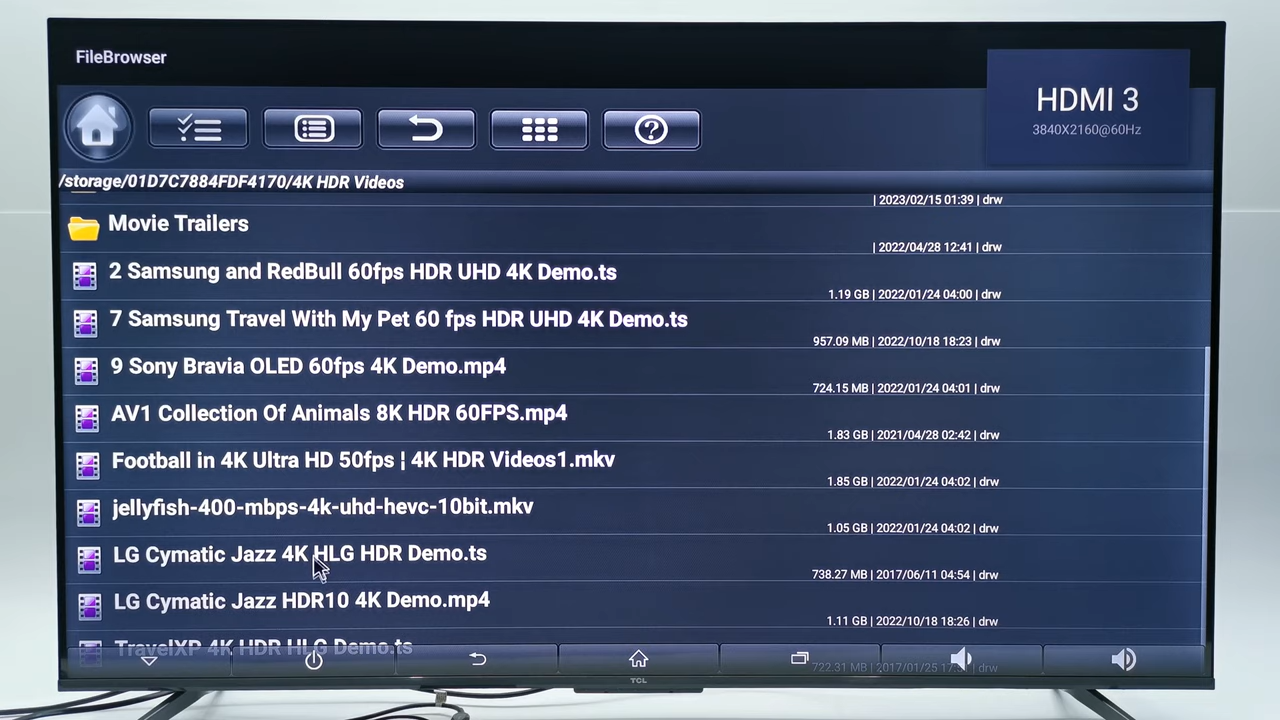 FileBrowser
HDMI 3
3840X2160@60Hz
/storage/01D7C7884FDF4170/4K HDR Videos
| 2023/02/15 01:39 | drw
Movie Trailers
| 2022/04/28 12:41 | drw
2 Samsung and RedBull 60fps HDR UHD 4K Demo.ts
1.19 GB | 2022/01/24 04:00 | drw
7 Samsung Travel With My Pet 60 fps HDR UHD 4K Demo.ts
957.09 MB | 2022/10/18 18:23 | drw
9 Sony Bravia OLED 60fps 4K Demo.mp4
724.15 MB | 2022/01/24 04:01 | drw
AV1 Collection Of Animals 8K HDR 60FPS.mp4
1.83 GB | 2021/04/28 02:42 | drw
Football in 4K Ultra HD 50fps ¦ 4K HDR Videos1.mkv
1.85 GB | 2022/01/24 04:02 | drw
jellyfish-400-mbps-4k-uhd-hevc-10bit.mkv
1.05 GB | 2022/01/24 04:02 | drw
LG Cymatic Jazz 4K HLG HDR Demo.ts
738.27 MB | 2017/06/11 04:54 | drw
LG Cymatic Jazz HDR10 4K Demo.mp4
1.11 GB | 2022/10/18 18:26 | drw
TravelXP 4K HDR HLG Demo.ts
722.31 MB | 2017/01/25 | drw
TCL